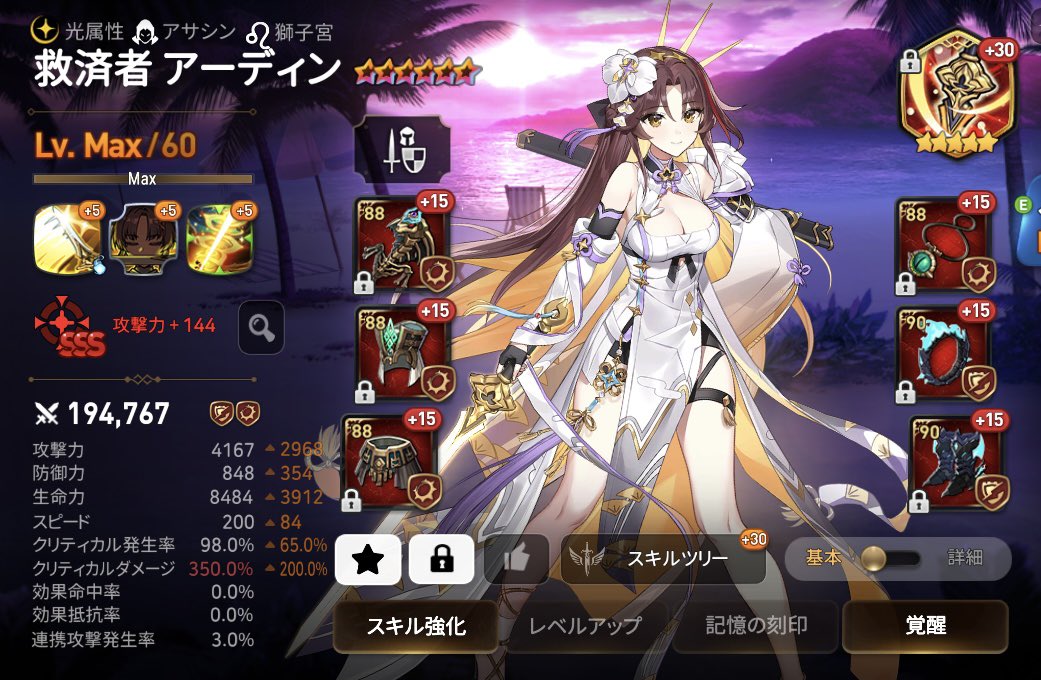 光属性 アサシン 獅子宮
救済者 アーティン
+30
Lv. Max/60
Max
+5 +5 +5
SSS 攻撃力 + 144
194,767
攻撃力 4167 2968
防御力 848 354
生命力 8484 3912
スピード 200 84
クリティカル発生率 98.0% 65.0%
クリティカルダメージ 350.0% 200.0%
効果命中率 0.0%
効果抵抗率 0.0%
連携攻撃発生率 3.0%
88 +15
88 +15
88 +15
88 +15
90 +15
90 +15
E
スキルツリー +30
基本 詳細
スキル強化 レベルアップ 記憶の刻印 覚醒